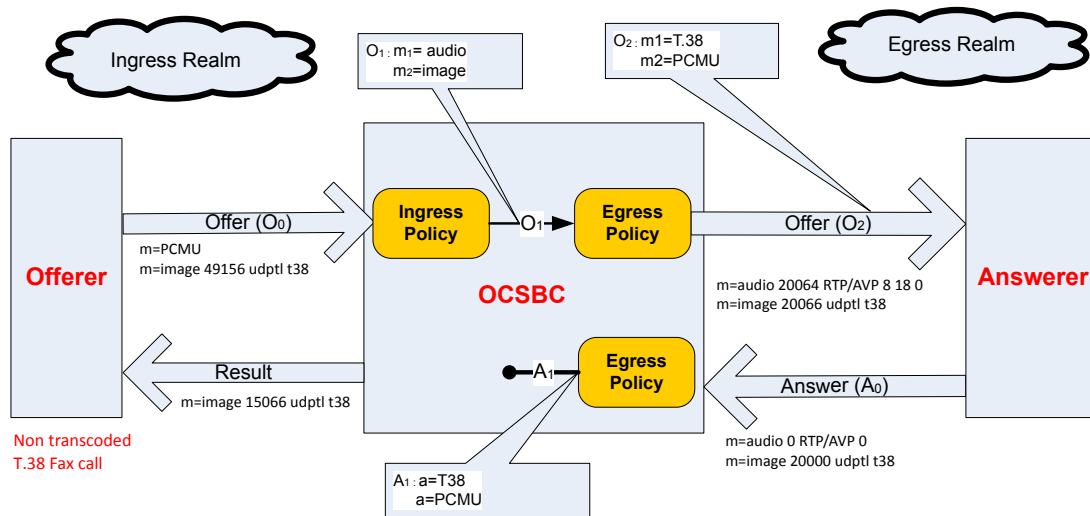 Ingress Realm
O1 : m1= audio
m2=image
O2 : m1=T.38
m2=PCMU
Egress Realm
Offerer
Offer (O0)
m=PCMU
m=image 49156 udptl t38
Ingress
Policy
O1
Egress
Policy
Offer (O2)
m=audio 20064 RTP/AVP 8 18 0
m=image 20066 udptl t38
Answerer
OCSBC
Result
m=image 15066 udptl t38
A1
Egress
Policy
Answer (A0)
m=audio 0 RTP/AVP 0
m=image 20000 udptl t38
Non transcoded
T.38 Fax call
A1 : a=T38
a=PCMU